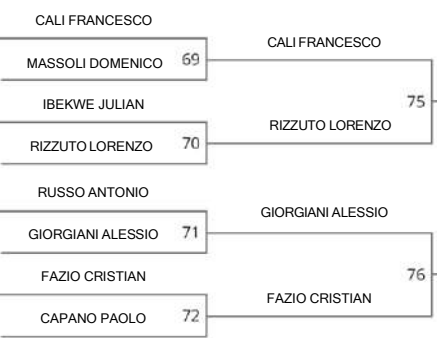 CALI FRANCESCO
MASSOLI DOMENICO 69
CALI FRANCESCO
IBEKWE JULIAN
RIZZUTO LORENZO 70
RIZZUTO LORENZO
75
RUSSO ANTONIO
GIORGIANI ALESSIO 71
GIORGIANI ALESSIO
FAZIO CRISTIAN
CAPANO PAOLO 72
FAZIO CRISTIAN
76